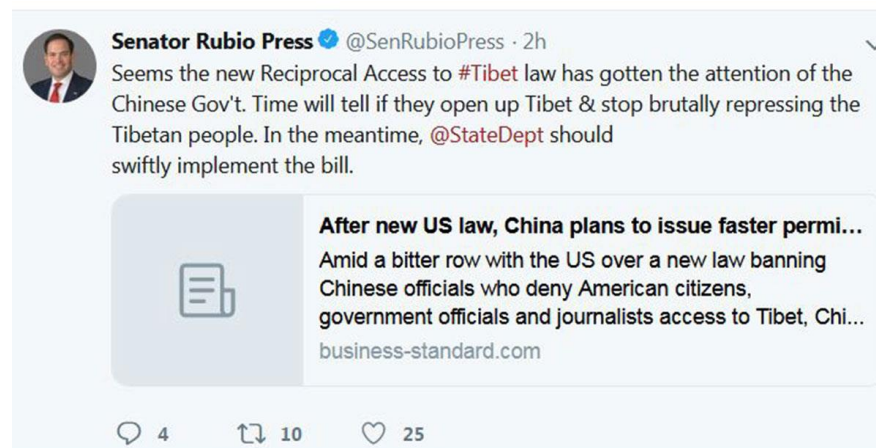 Senator Rubio Press @SenRubioPress · 2h
Seems the new Reciprocal Access to #Tibet law has gotten the attention of the
Chinese Gov't. Time will tell if they open up Tibet & stop brutally repressing the
Tibetan people. In the meantime, @StateDept should
swiftly implement the bill.
After new US law, China plans to issue faster permi...
Amid a bitter row with the US over a new law banning
Chinese officials who deny American citizens,
government officials and journalists access to Tibet, Chi...
business-standard.com
4 10 25